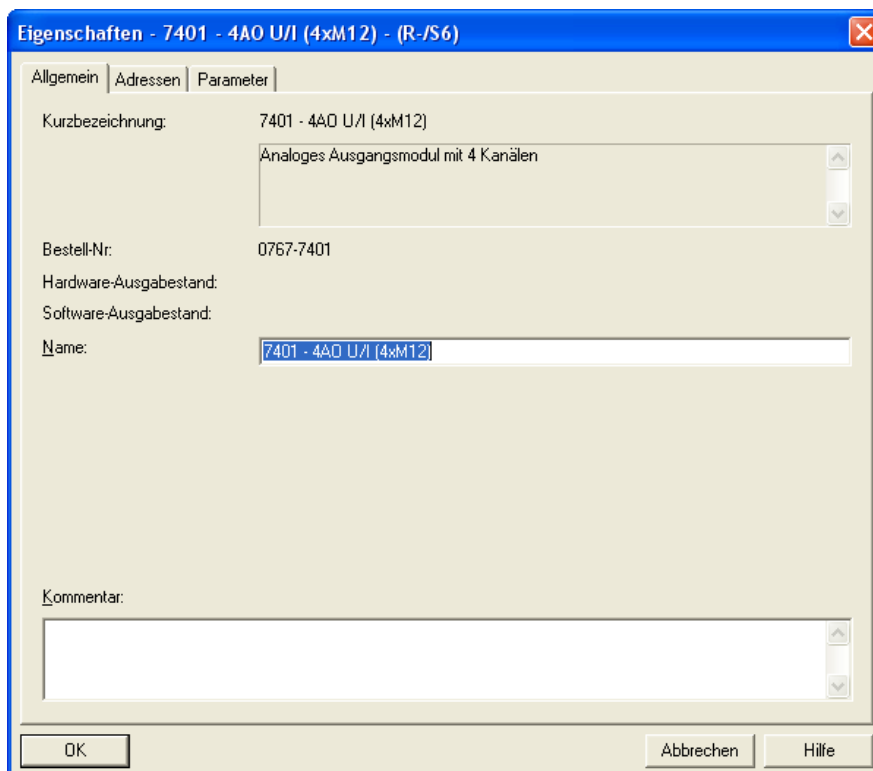 Eigenschaften - 7401 - 4AO U/I (4xM12) - (R-/S6)
Allgemein Adressen Parameter
Kurzbezeichnung: 7401 - 4AO U/I (4xM12)
Analoges Ausgangsmodul mit 4 Kanälen
Bestell-Nr: 0767-7401
Hardware-Ausgabestand:
Software-Ausgabestand:
Name: 7401 - 4AO U/I (4xM12)
Kommentar:
OK Abbrechen Hilfe